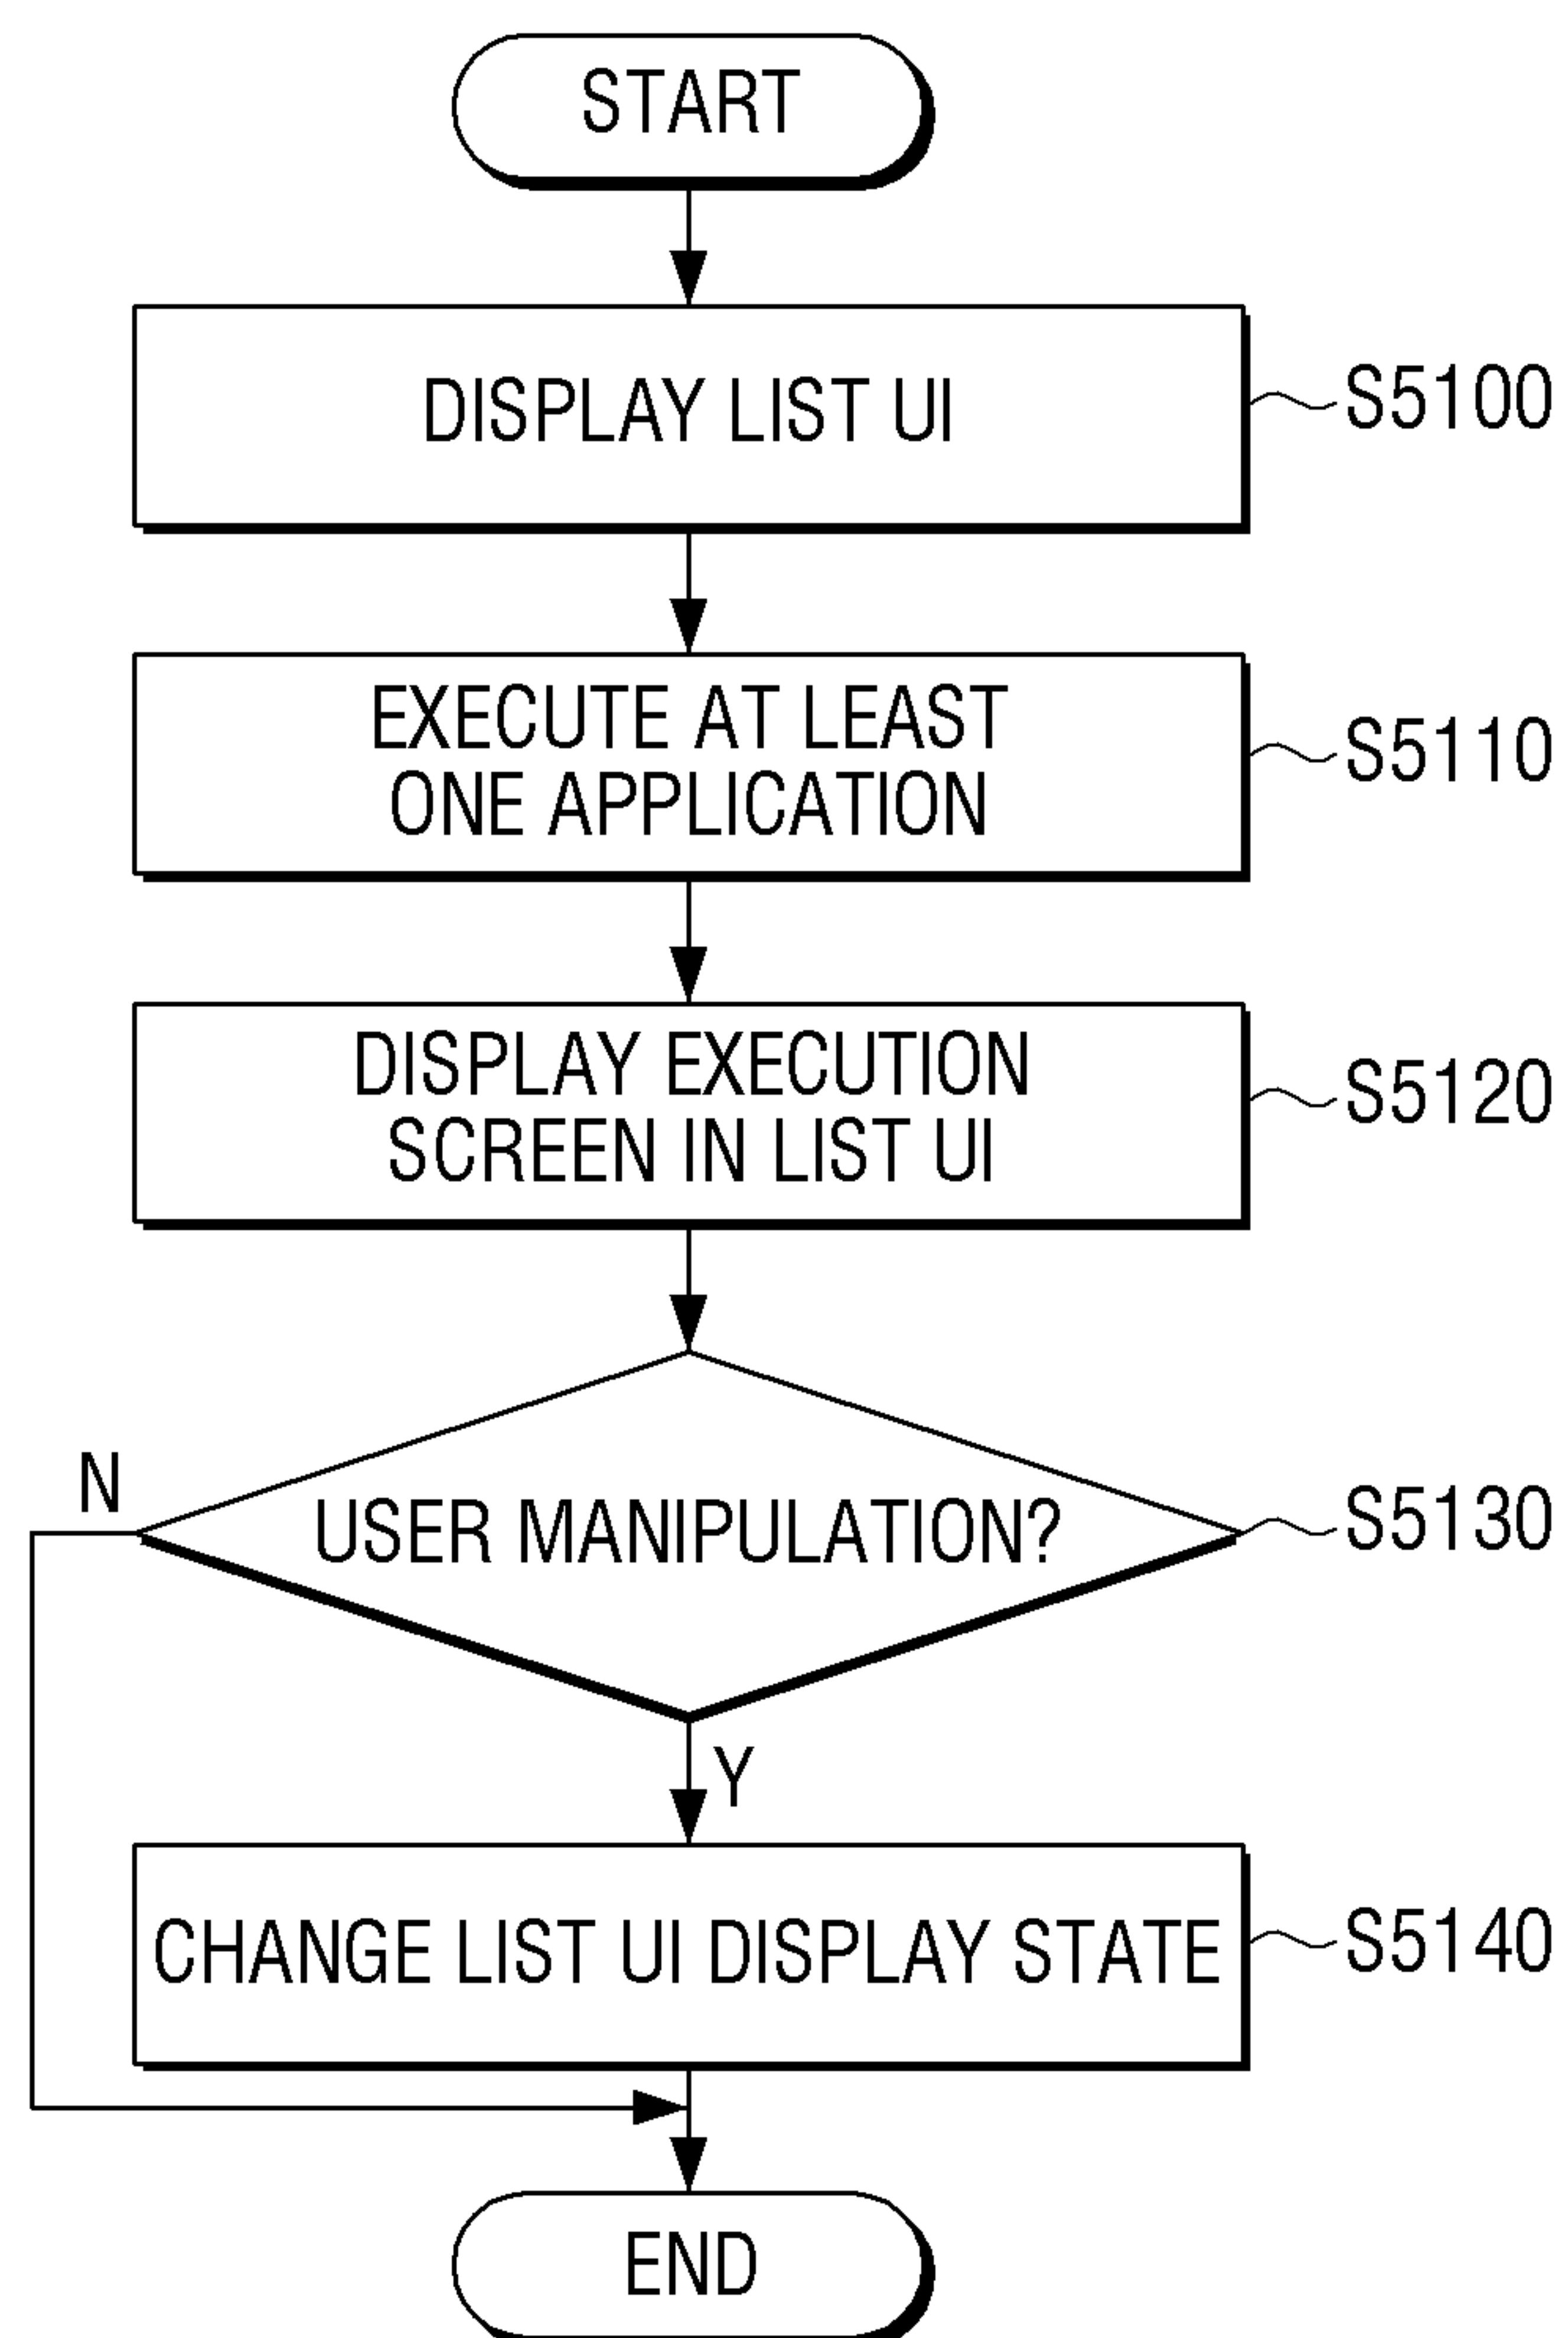 START
DISPLAY LIST UI
S5100
EXECUTE AT LEAST
ONE APPLICATION
S5110
DISPLAY EXECUTION
SCREEN IN LIST UI
S5120
N
USER MANIPULATION?
S5130
Y
CHANGE LIST UI DISPLAY STATE
S5140
END